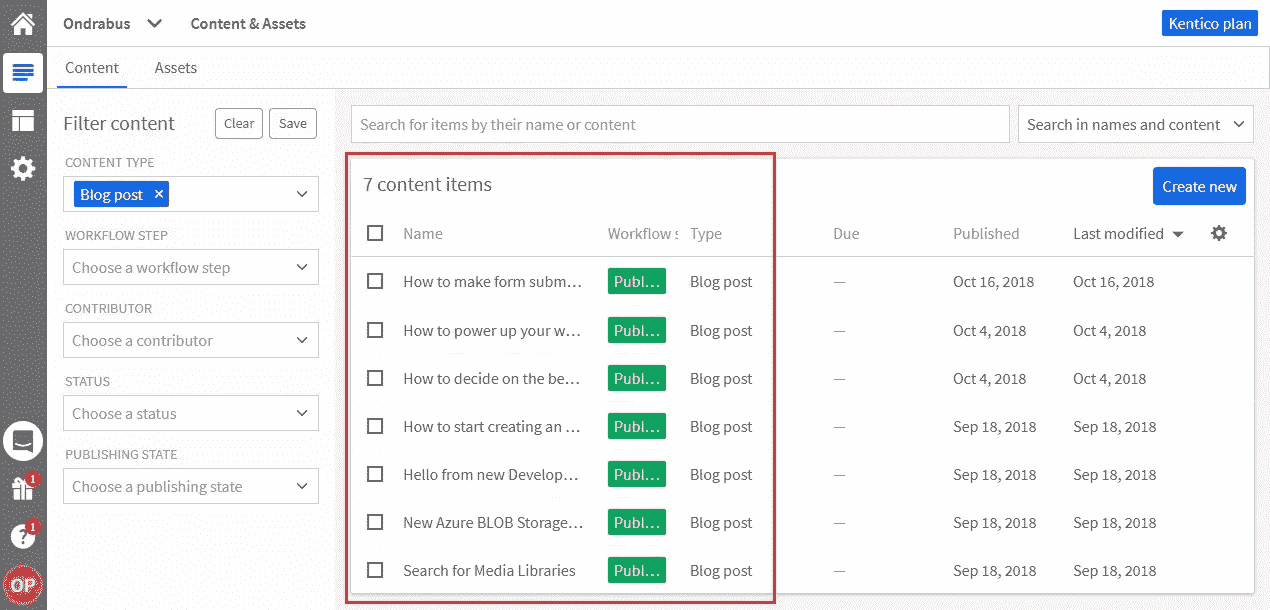 Ondrabus Content & Assets Kentico plan
Content Assets
Filter content Clear Save
Search for items by their name or content Search in names and content
CONTENT TYPE
Blog post ×
WORKFLOW STEP
Choose a workflow step
CONTRIBUTOR
Choose a contributor
STATUS
Choose a status
PUBLISHING STATE
Choose a publishing state
1
? 1
OP
7 content items Create new
Name Workflow s Type Due Published Last modified
How to make form subm... Publ... Blog post — Oct 16, 2018 Oct 16, 2018
How to power up your w... Publ... Blog post — Oct 4, 2018 Oct 4, 2018
How to decide on the be... Publ... Blog post — Oct 4, 2018 Oct 4, 2018
How to start creating an ... Publ... Blog post — Sep 18, 2018 Sep 18, 2018
Hello from new Develop... Publ... Blog post — Sep 18, 2018 Sep 18, 2018
New Azure BLOB Storage... Publ... Blog post — Sep 18, 2018 Sep 18, 2018
Search for Media Libraries Publ... Blog post — Sep 18, 2018 Sep 18, 2018